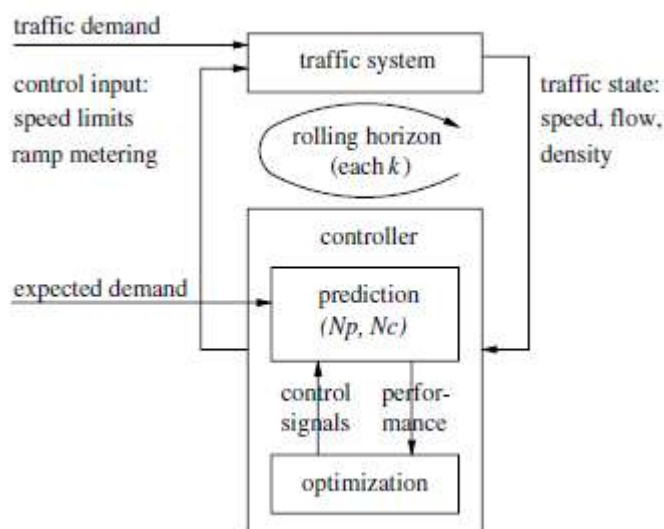 traffic demand
traffic system
control input:
speed limits
ramp metering
traffic state:
speed, flow,
density
rolling horizon
(each k)
controller
expected demand
prediction
(Np, Nc)
control
signals
perfor-
mance
optimization